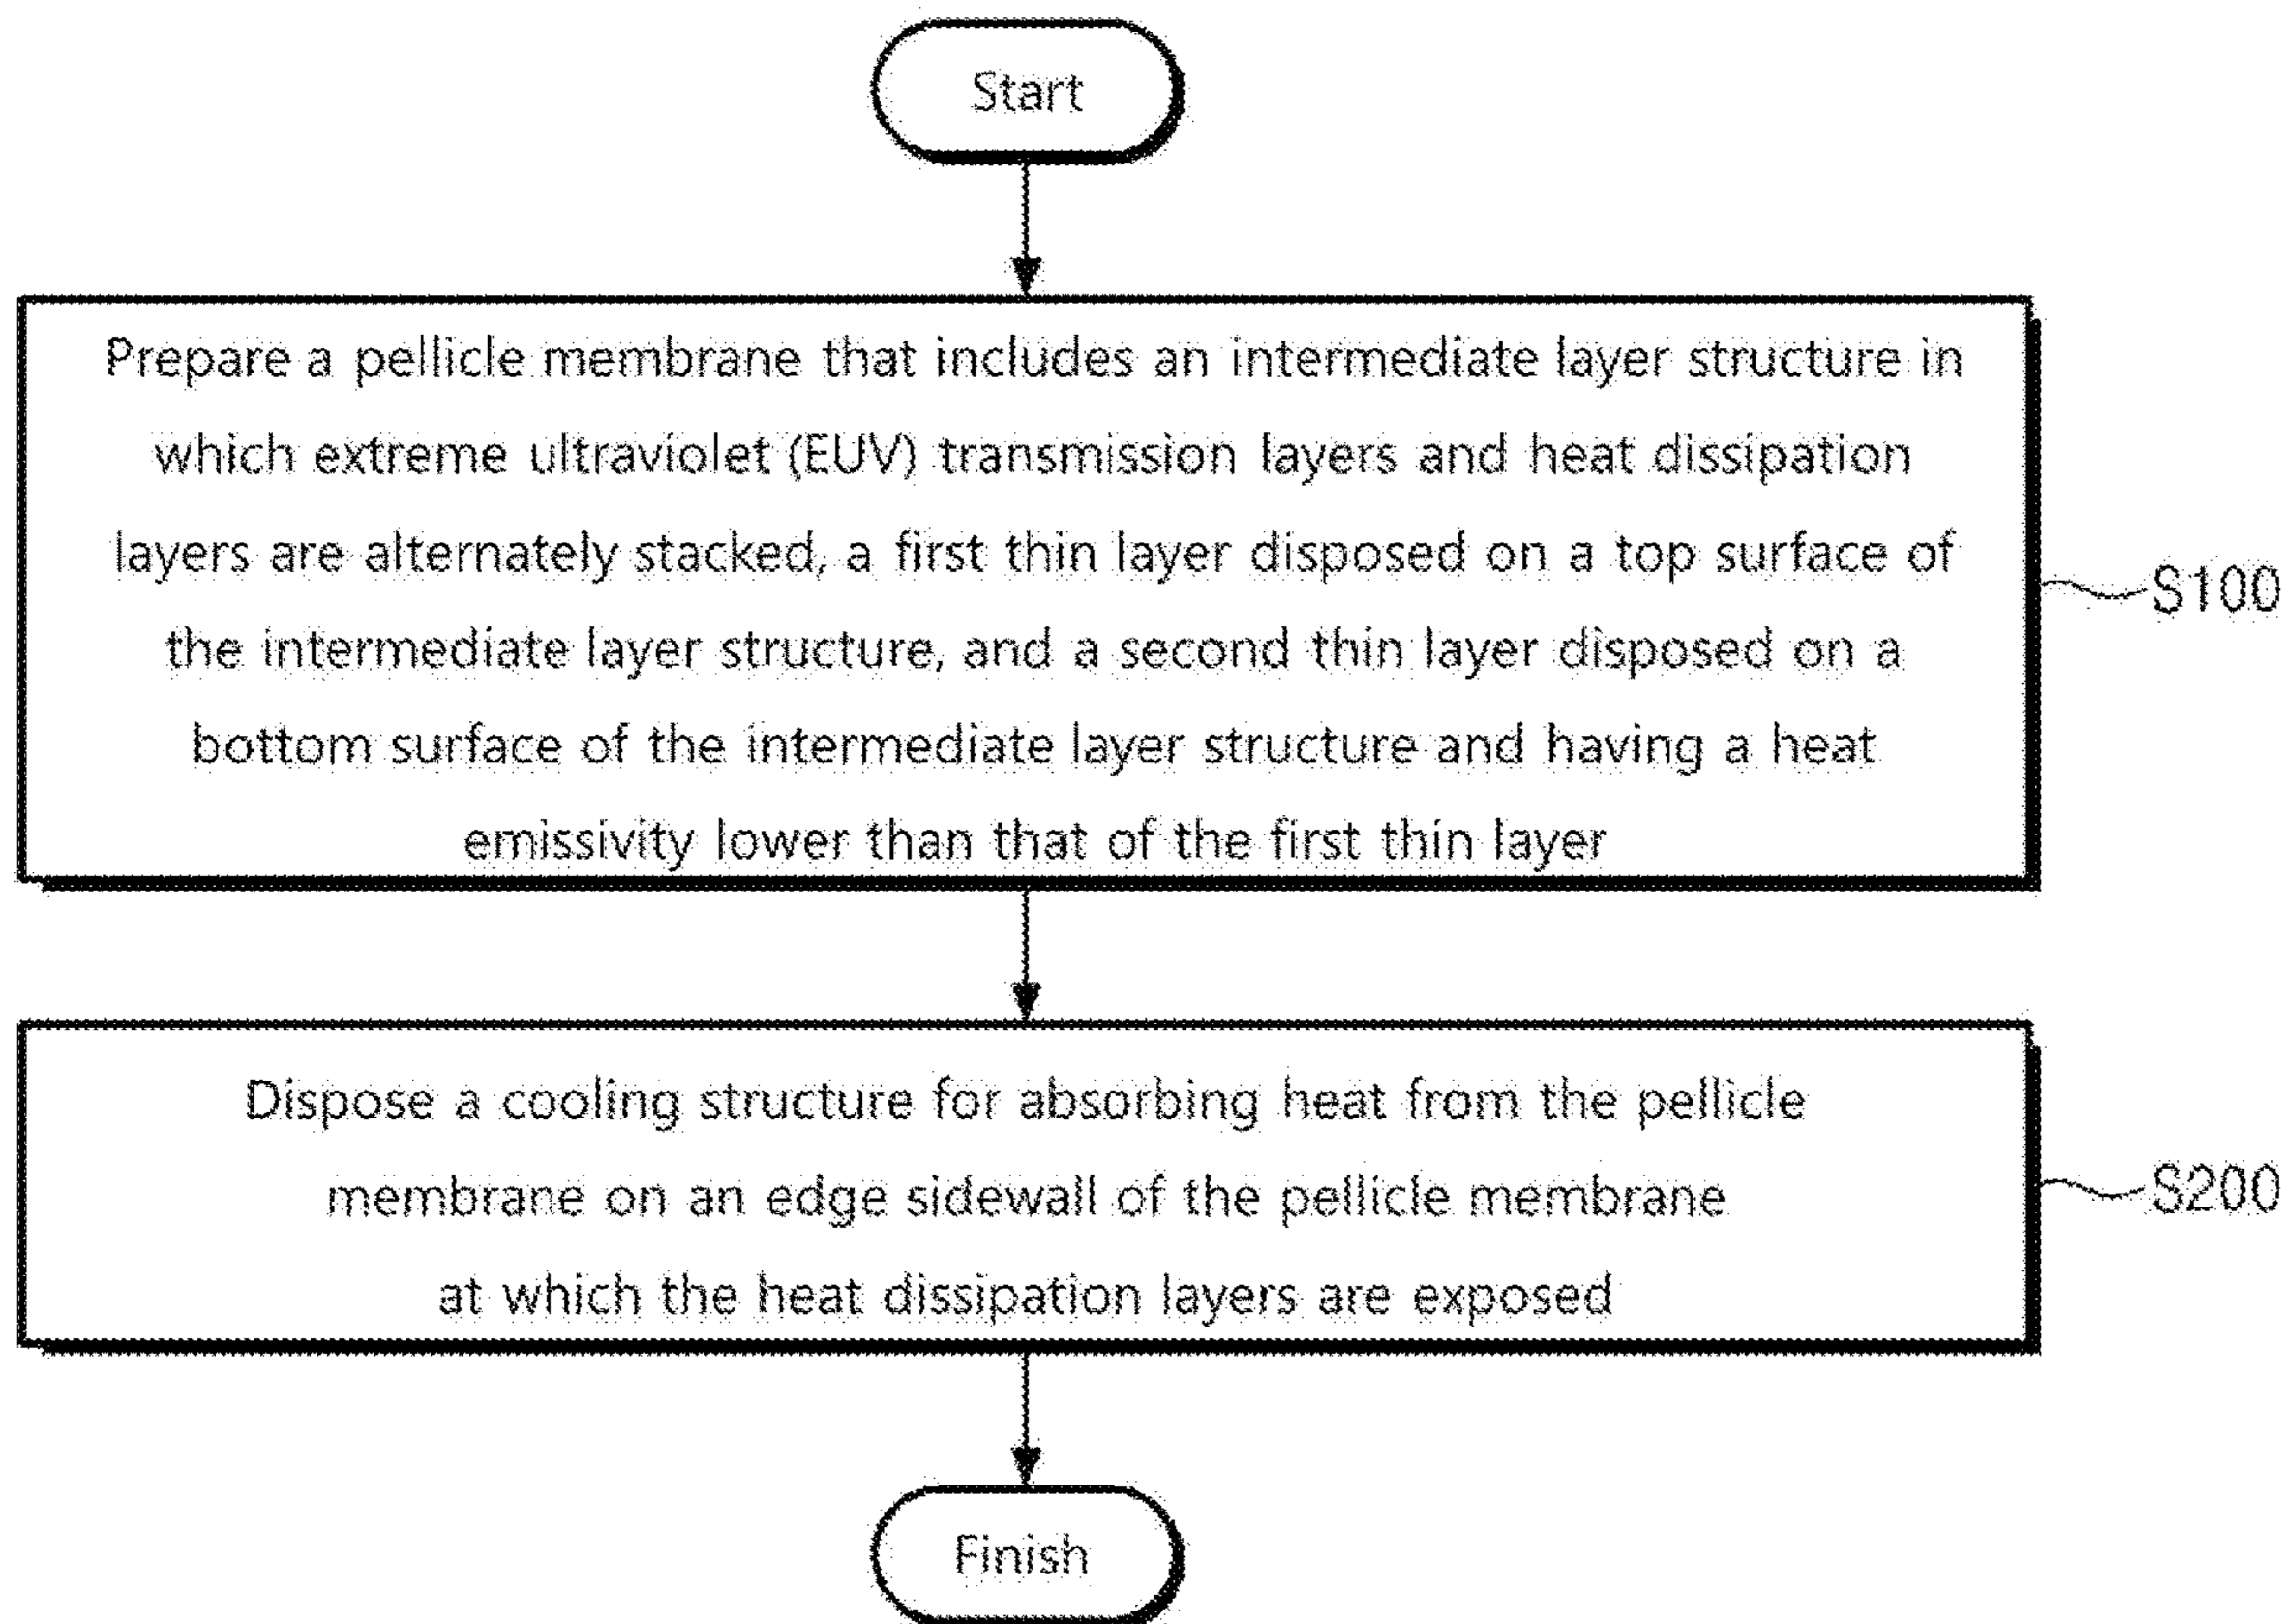 Start
Prepare a pellicle membrane that includes an intermediate layer structure in
which extreme ultraviolet (EUV) transmission layers and heat dissipation
layers are alternately stacked, a first thin layer disposed on a top surface of
the intermediate layer structure, and a second thin layer disposed on a
bottom surface of the intermediate layer structure and having a heat
emissivity lower than that of the first thin layer
S100
Dispose a cooling structure for absorbing heat from the pellicle
membrane on an edge sidewall of the pellicle membrane
at which the heat dissipation layers are exposed
S200
Finish